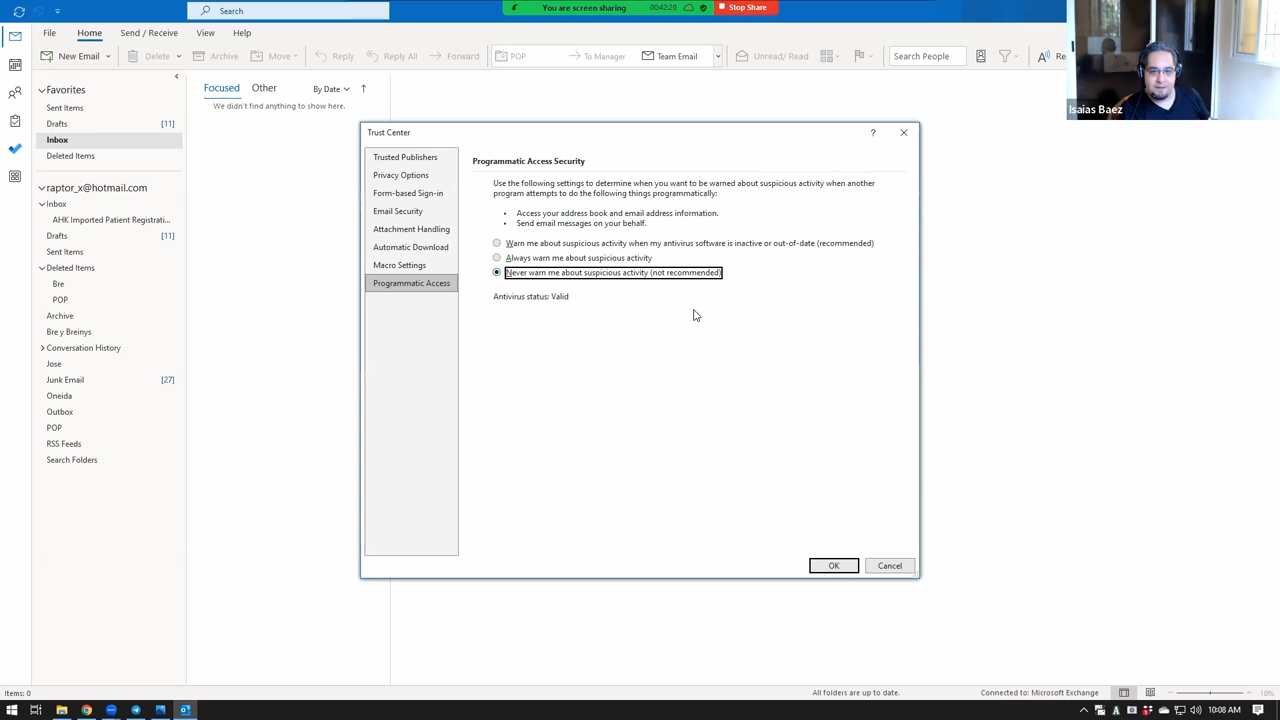 Search
You are screen sharing
00:42:20
Stop Share
File
Home
Send / Receive
View
Help
New Email
Delete
Archive
Move
Reply
Reply All
Forward
POP
To Manager
Team Email
Unread/ Read
Search People
Re
Isaias Baez
Favorites
Sent Items
Drafts [11]
Inbox
Deleted Items
raptor_x@hotmail.com
Inbox
AHK Imported Patient Registrati...
Drafts [11]
Sent Items
Deleted Items
Bre
POP
Archive
Bre y Breinys
Conversation History
Jose
Junk Email [27]
Oneida
Outbox
POP
RSS Feeds
Search Folders
Focused
Other
By Date
We didn't find anything to show here.
Trust Center
?
Trusted Publishers
Privacy Options
Form-based Sign-in
Email Security
Attachment Handling
Automatic Download
Macro Settings
Programmatic Access
Programmatic Access Security
Use the following settings to determine when you want to be warned about suspicious activity when another
program attempts to do the following things programmatically:
• Access your address book and email address information.
• Send email messages on your behalf.
Warn me about suspicious activity when my antivirus software is inactive or out-of-date (recommended)
Always warn me about suspicious activity
Never warn me about suspicious activity (not recommended)
Antivirus status: Valid
OK
Cancel
Items: 0
All folders are up to date.
Connected to: Microsoft Exchange
10%
10:08 AM